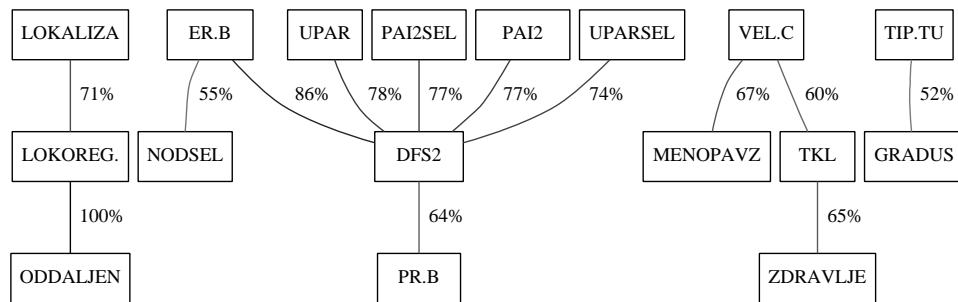 LOKALIZA ER.B UPAR PAI2SEL PAI2 UPARSEL VEL.C TIP.TU
71% 55% 86% 78% 77% 77% 74% 67% 60% 52%
LOKOREG. NODSEL DFS2 MENOPAVZ TKL GRADUS
100% 64% 65%
ODDALJEN PR.B ZDRAVLJE